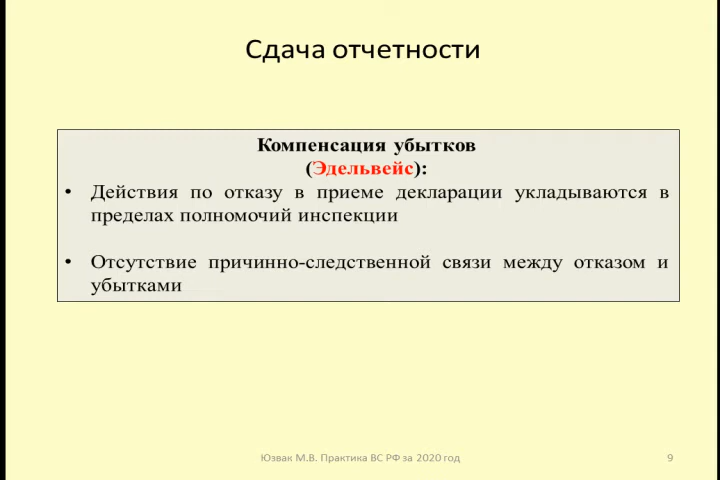 Сдача отчетности
Компенсация убытков
(Эдельвейс):
• Действия по отказу в приеме декларации укладываются в
пределах полномочий инспекции
• Отсутствие причинно-следственной связи между отказом и
убытками
Юзвак М.В. Практика ВС РФ за 2020 год
9